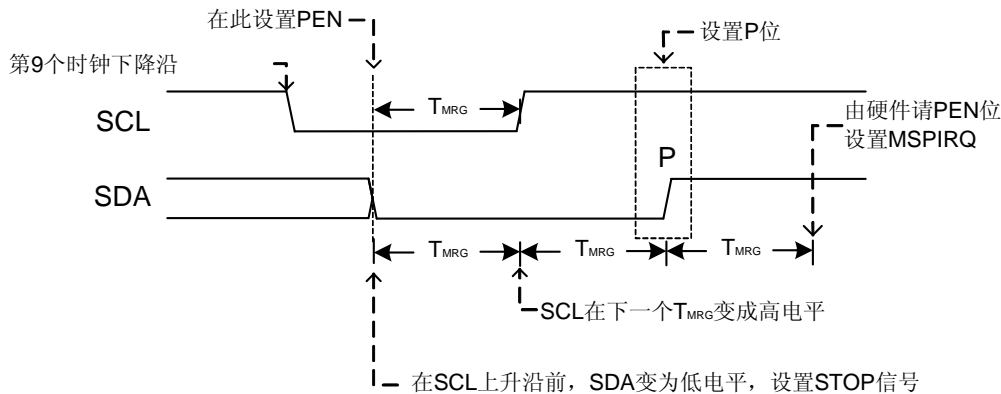 在此设置PEN
设置P位
第9个时钟下降沿
TMRG
由硬件请PEN位
设置MSPIRQ
SCL
P
SDA
TMRG
TMRG
TMRG
SCL在下一个TMRG变成高电平
在SCL上升沿前，SDA变为低电平，设置STOP信号